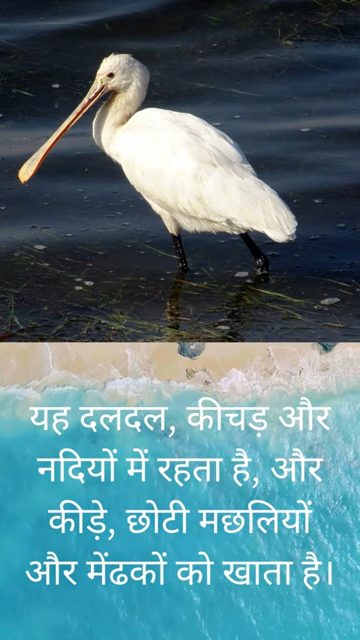 यह दलदल, कीचड़ और
नदियों में रहता है, और
कीड़े, छोटी मछलियों
और मेंढकों को खाता है।